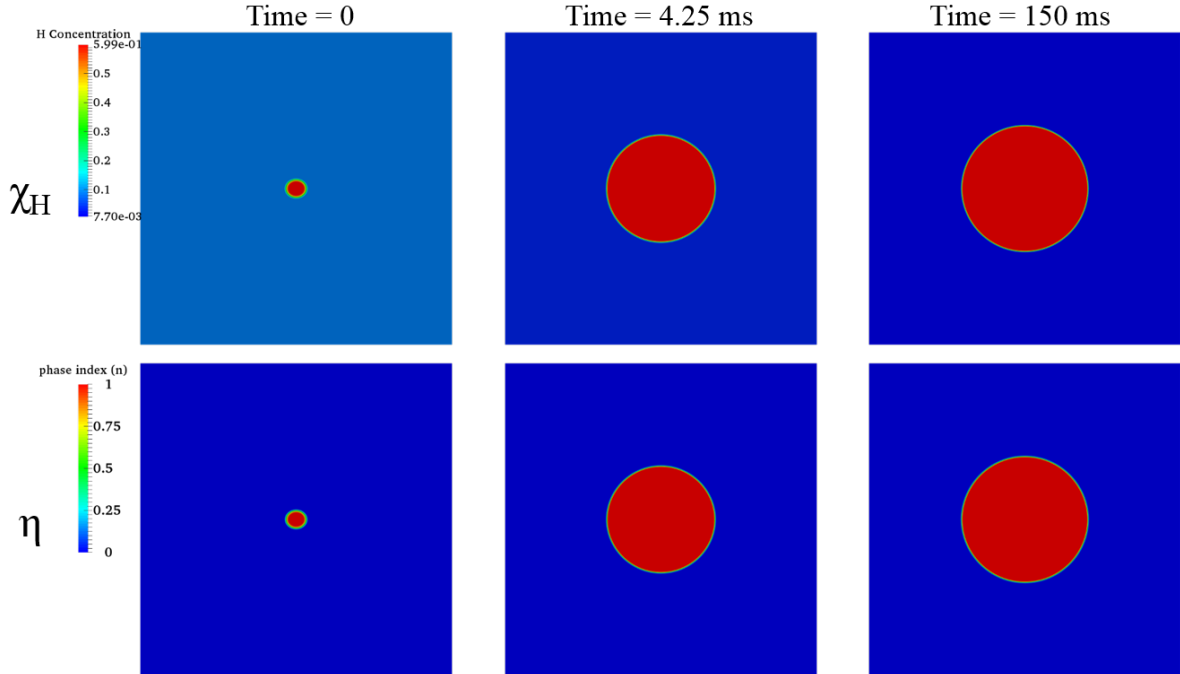 Time = 0
Time = 4.25 ms
Time = 150 ms
H Concentration
5.99e-01
0.5
0.4
0.3
0.2
0.1
7.70e-03
χH
phase index (n)
1
0.75
0.5
0.25
0
η